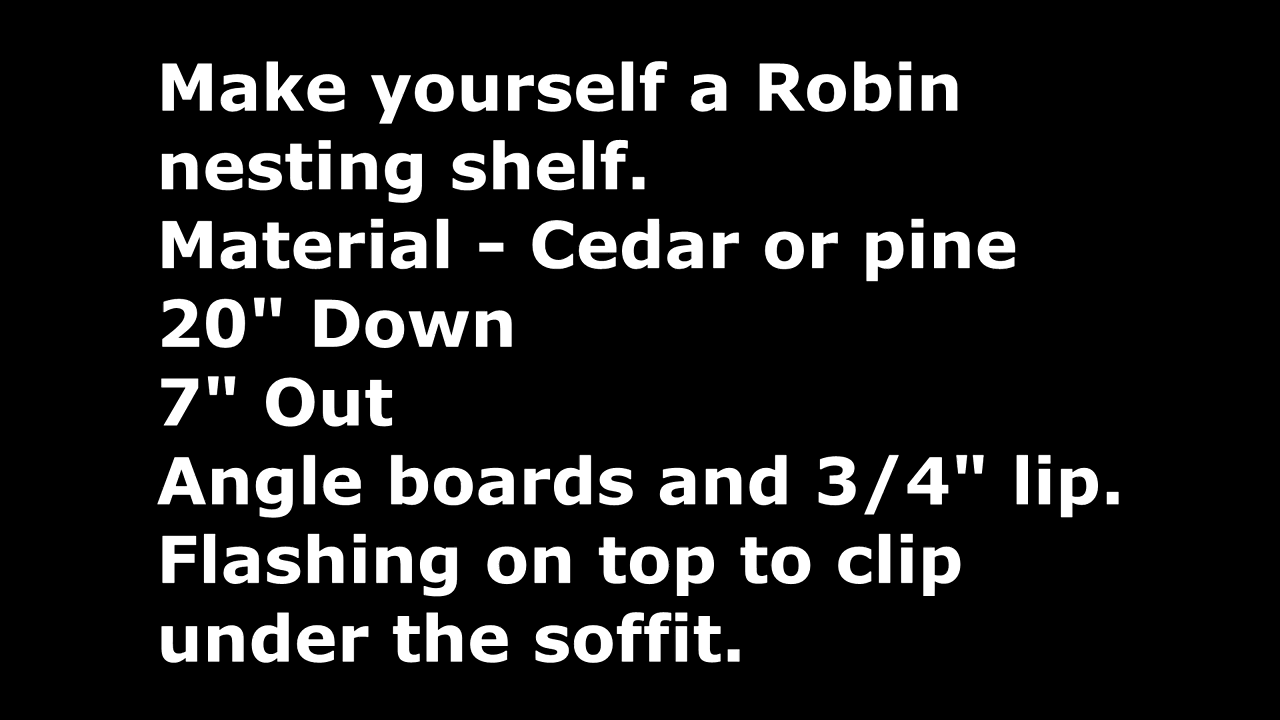 Make yourself a Robin
nesting shelf.
Material - Cedar or pine
20" Down
7" Out
Angle boards and 3/4" lip.
Flashing on top to clip
under the soffit.